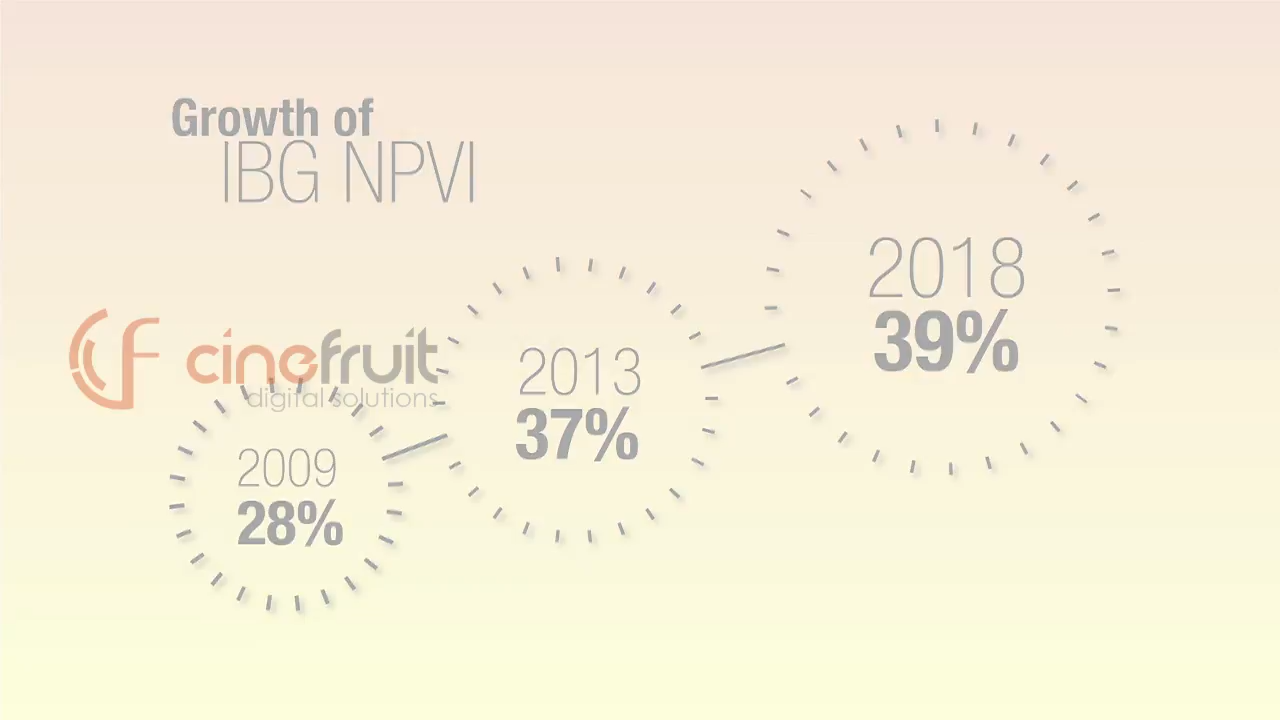 Growth of
IBG NPVI
2018
39%
cinefruit
digital solutions
2013
37%
2009
28%